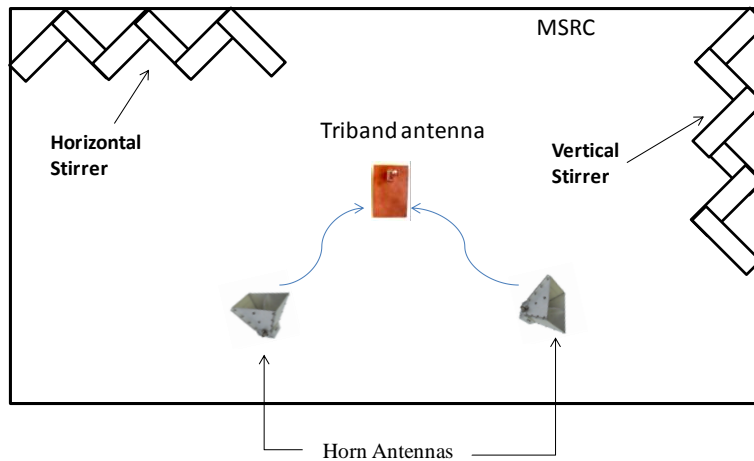 MSRC
Horizontal
Stirrer
Triband antenna
Vertical
Stirrer
Horn Antennas